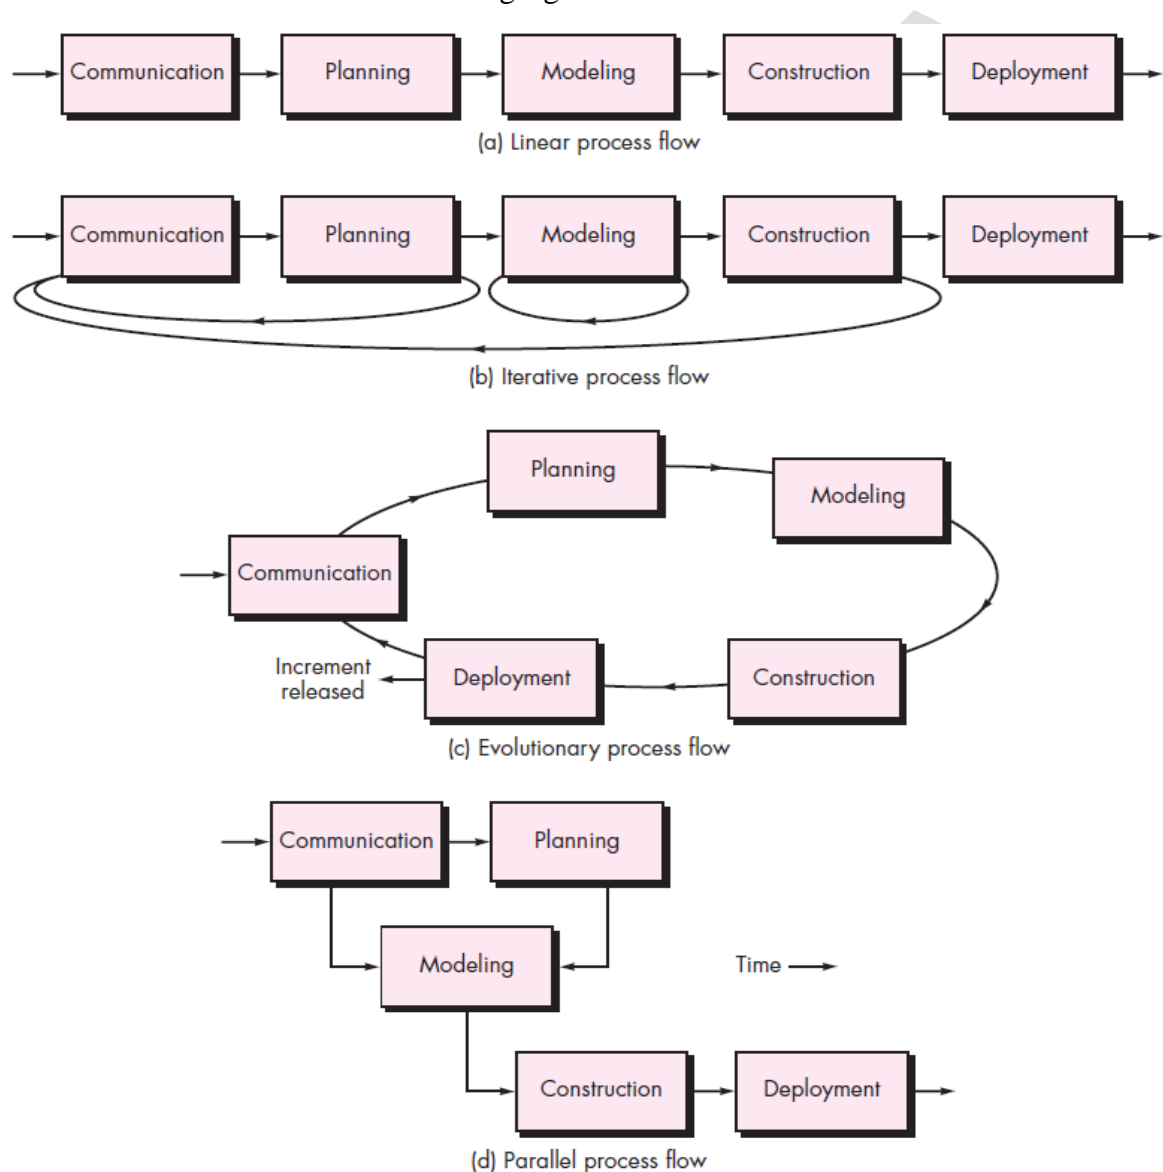 Communication Planning Modeling Construction Deployment
(a) Linear process flow
Communication Planning Modeling Construction Deployment
(b) Iterative process flow
Planning
Modeling
Communication
Increment
released
Deployment
Construction
(c) Evolutionary process flow
Communication Planning
Modeling
Time
Construction Deployment
(d) Parallel process flow